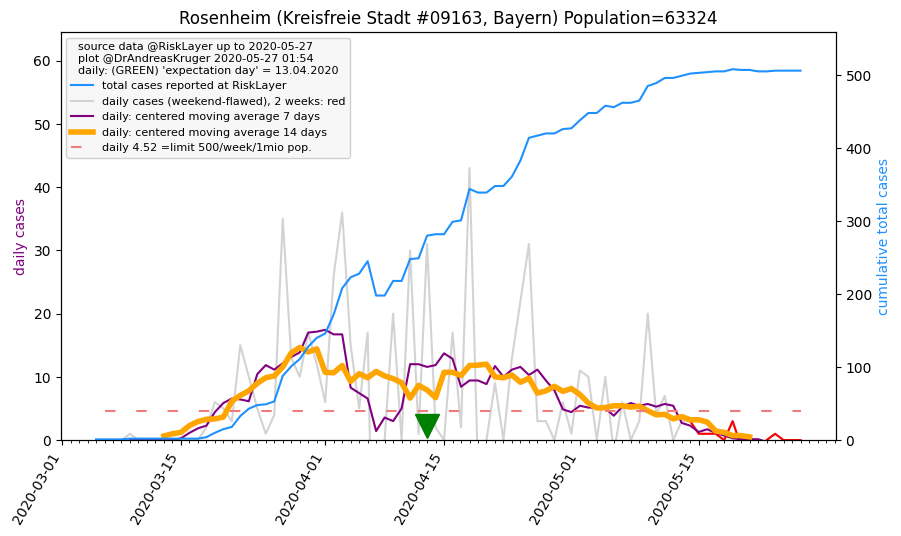 Rosenheim (Kreisfreie Stadt #09163, Bayern) Population=63324
source data @RiskLayer up to 2020-05-27
plot @DrAndreasKruger 2020-05-27 01:54
daily: (GREEN) 'expectation day' = 13.04.2020
total cases reported at RiskLayer
daily cases (weekend-flawed), 2 weeks: red
daily: centered moving average 7 days
daily: centered moving average 14 days
daily 4.52 =limit 500/week/1mio pop.
daily cases
60
50
40
30
20
10
0
cumulative total cases
500
400
300
200
100
0
2020-03-01
2020-03-15
2020-04-01
2020-04-15
2020-05-01
2020-05-15